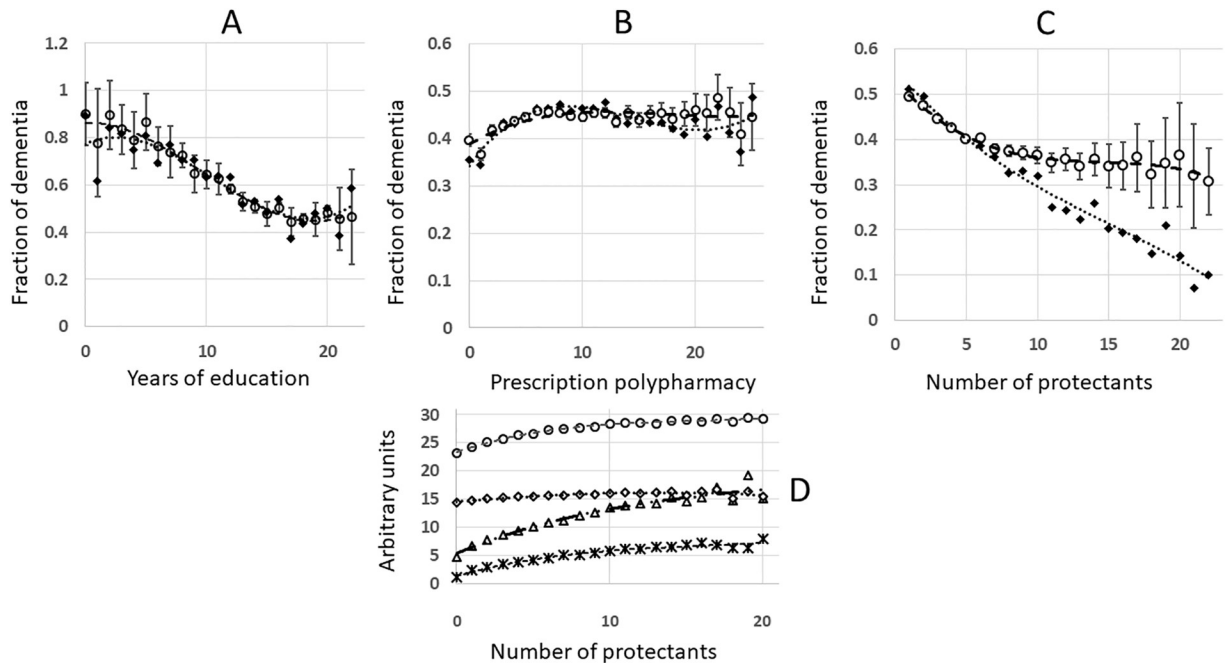 A
Fraction of dementia
1.2
1
0.8
0.6
0.4
0.2
0
0 10 20
Years of education
B
Fraction of dementia
0.6
0.5
0.4
0.3
0.2
0.1
0
0 10 20
Prescription polypharmacy
C
Fraction of dementia
0.6
0.5
0.4
0.3
0.2
0.1
0
0 5 10 15 20
Number of protectants
D
Arbitrary units
30
25
20
15
10
5
0
0 10 20
Number of protectants